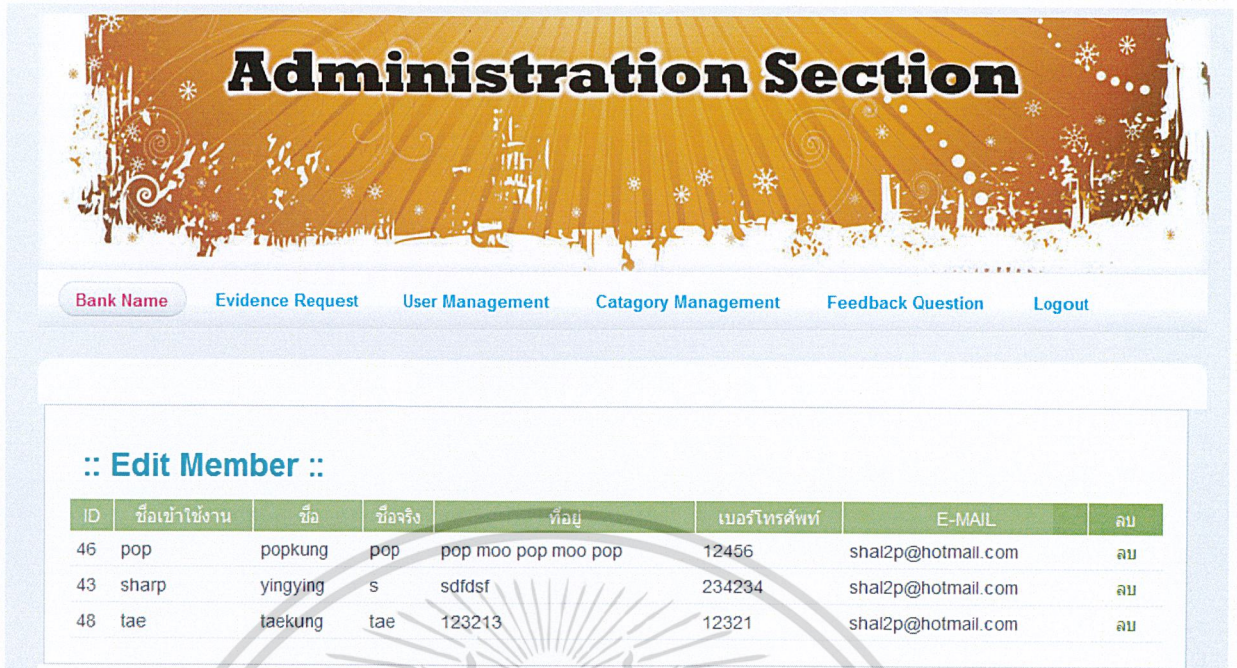 Administration Section
Bank Name Evidence Request User Management Catagory Management Feedback Question Logout
:: Edit Member ::
ID ชื่อเข้าใช้งาน ชื่อ ชื่อจริง ที่อยู่ เบอร์โทรศัพท์ E-MAIL ลบ
46 pop popkung pop pop moo pop moo pop 12456 shal2p@hotmail.com ลบ
43 sharp yingying s sdfdsf 234234 shal2p@hotmail.com ลบ
48 tae taekung tae 123213 12321 shal2p@hotmail.com ลบ